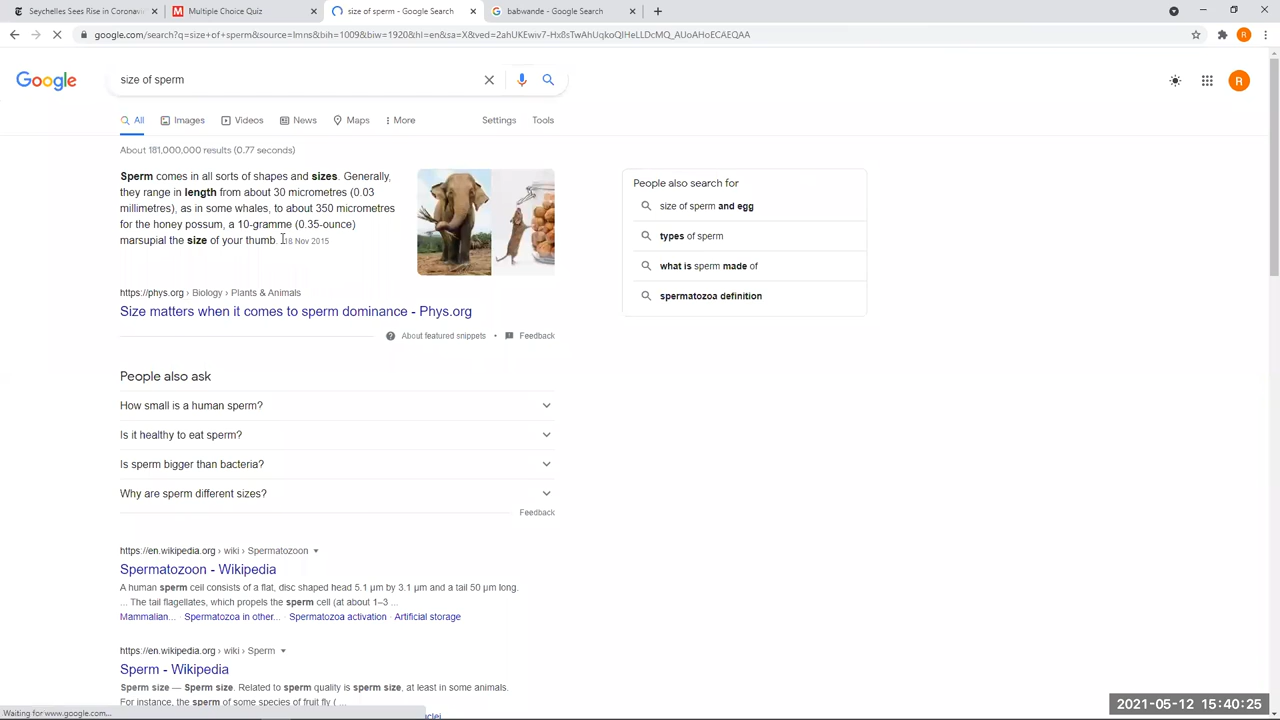 Seychelles Sees Rise in Coronav
Multiple Choice Quiz
size of sperm - Google Search
babwande - Google Search
google.com/search?q=size+of+sperm&source=lmns&bih=1009&biw=1920&hl=en&sa=X&ved=2ahUKEwiv7-Hx8sTwAhUqkoQIHeLLDcMQ_AUoAHoECAEQAA
R
Google
size of sperm
R
All
Images
Videos
News
Maps
More
Settings
Tools
About 181,000,000 results (0.77 seconds)
Sperm comes in all sorts of shapes and sizes. Generally,
they range in length from about 30 micrometres (0.03
millimetres), as in some whales, to about 350 micrometres
for the honey possum, a 10-gramme (0.35-ounce)
marsupial the size of your thumb. 18 Nov 2015
https://phys.org › Biology › Plants & Animals
Size matters when it comes to sperm dominance - Phys.org
About featured snippets • Feedback
People also search for
size of sperm and egg
types of sperm
what is sperm made of
spermatozoa definition
People also ask
How small is a human sperm?
Is it healthy to eat sperm?
Is sperm bigger than bacteria?
Why are sperm different sizes?
Feedback
https://en.wikipedia.org › wiki › Spermatozoon
Spermatozoon - Wikipedia
A human sperm cell consists of a flat, disc shaped head 5.1 μm by 3.1 μm and a tail 50 μm long.
... The tail flagellates, which propels the sperm cell (at about 1–3 ...
Mammalian... · Spermatozoa in other... · Spermatozoa activation · Artificial storage
https://en.wikipedia.org › wiki › Sperm
Sperm - Wikipedia
Sperm size — Sperm size. Related to sperm quality is sperm size, at least in some animals.
For instance, the sperm of some species of fruit fly ( ...
Waiting for www.google.com...
2021-05-12 15:40:25